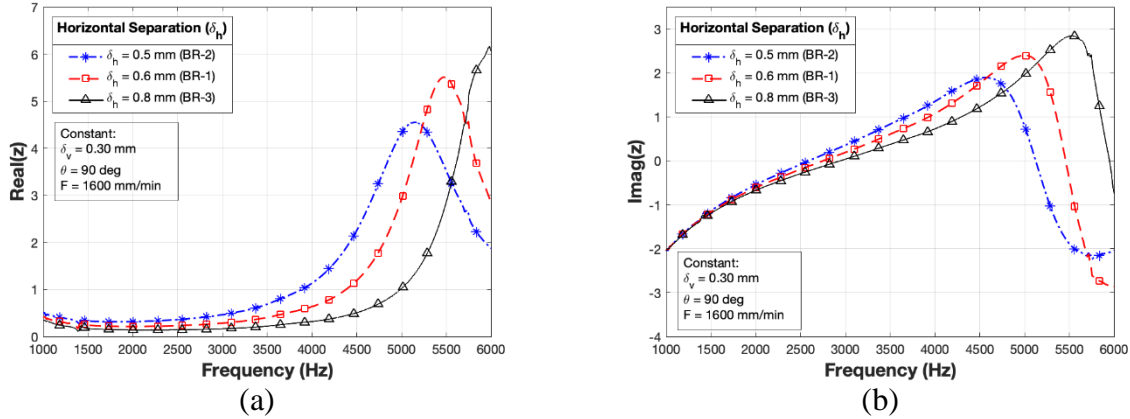 Horizontal Separation (δh)
δh = 0.5 mm (BR-2)
δh = 0.6 mm (BR-1)
δh = 0.8 mm (BR-3)
Constant:
δv = 0.30 mm
θ = 90 deg
F = 1600 mm/min
Real(z)
7
6
5
4
3
2
1
0
1000 1500 2000 2500 3000 3500 4000 4500 5000 5500 6000
Frequency (Hz)
(a)
Horizontal Separation (δh)
δh = 0.5 mm (BR-2)
δh = 0.6 mm (BR-1)
δh = 0.8 mm (BR-3)
Constant:
δv = 0.30 mm
θ = 90 deg
F = 1600 mm/min
Imag(z)
4
3
2
1
0
-1
-2
-3
-4
1000 1500 2000 2500 3000 3500 4000 4500 5000 5500 6000
Frequency (Hz)
(b)